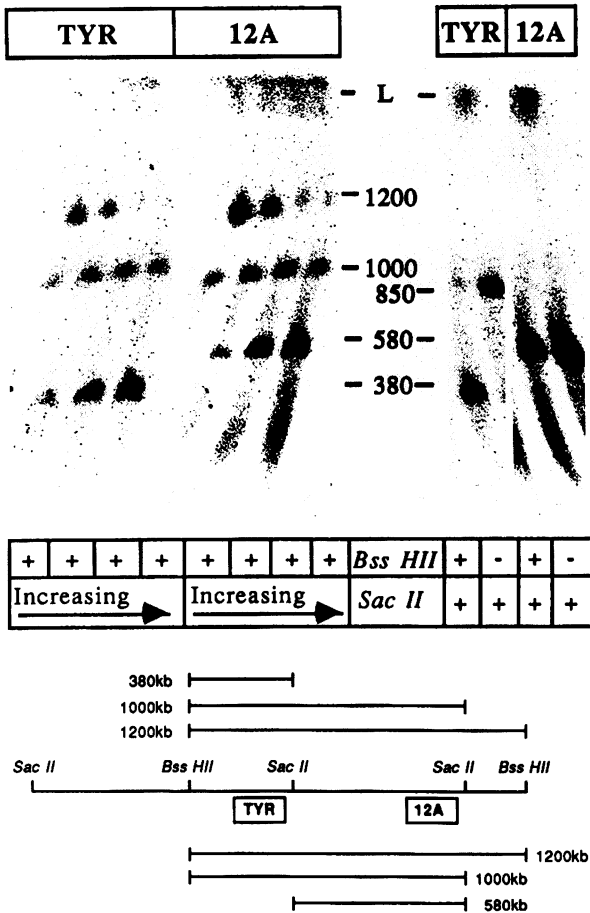 TYR 12A TYR 12A
– L –
– 1200
– 1000
850 –
– 580 –
– 380 –
+ + + + + + + + Bss HII + - + -
Increasing Increasing Sac II + + + +
380kb
1000kb
1200kb
Sac II Bss HII Sac II Sac II Bss HII
TYR 12A
1200kb
1000kb
580kb